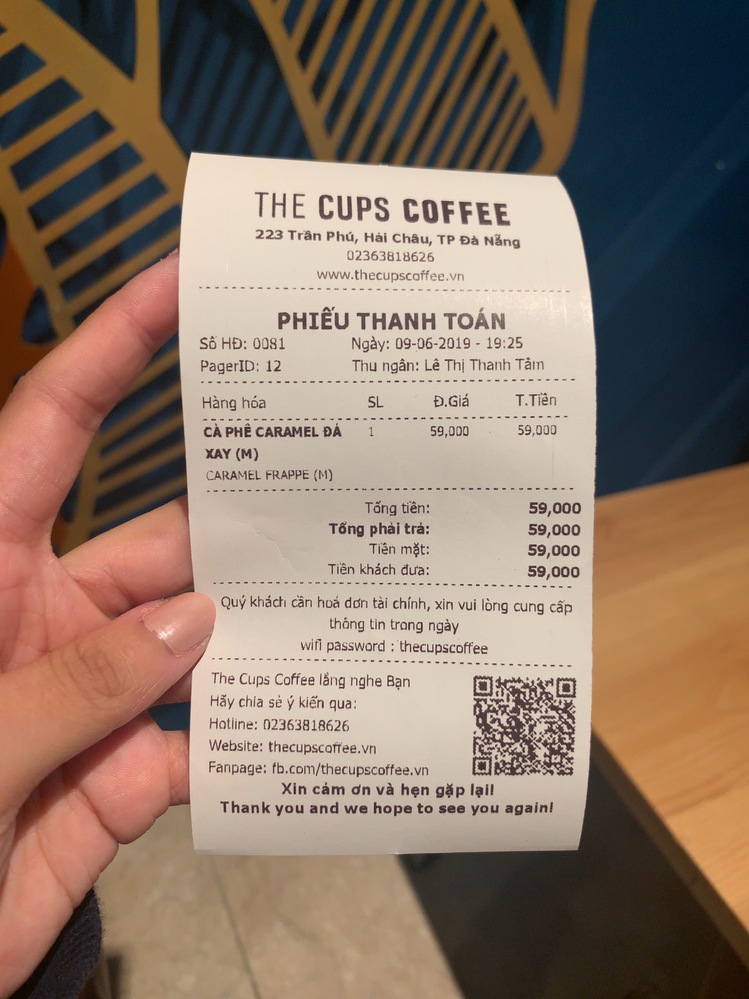 THE CUPS COFFEE
223 Trần Phú, Hải Châu, TP Đà Nẵng
02363818626
www.thecupscoffee.vn
PHIẾU THANH TOÁN
Số HĐ: 0081 Ngày: 09-06-2019 - 19:25
PagerID: 12 Thu ngân: Lê Thị Thanh Tâm
Hàng hóa SL Đ.Giá T.Tiền
CÀ PHÊ CARAMEL ĐÁ 1 59,000 59,000
XAY (M)
CARAMEL FRAPPE (M)
Tổng tiền: 59,000
Tổng phải trả: 59,000
Tiền mặt: 59,000
Tiền khách đưa: 59,000
Quý khách cần hoá đơn tài chính, xin vui lòng cung cấp
thông tin trong ngày
wifi password : thecupscoffee
The Cups Coffee lắng nghe Bạn
Hãy chia sẻ ý kiến qua:
Hotline: 02363818626
Website: thecupscoffee.vn
Fanpage: fb.com/thecupscoffee.vn
Xin cảm ơn và hẹn gặp lại!
Thank you and we hope to see you again!